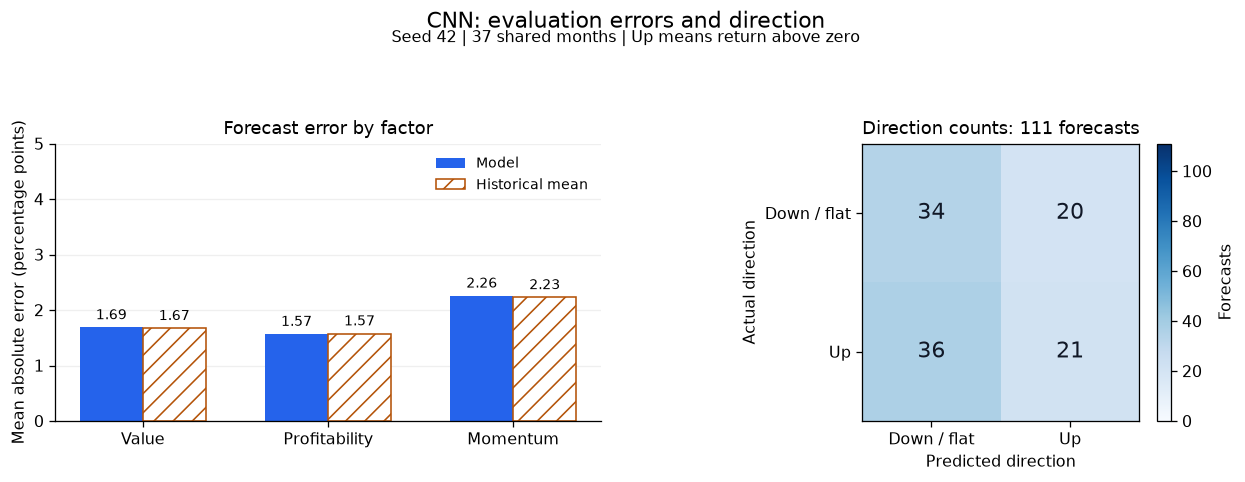 CNN: evaluation errors and direction
Seed 42 | 37 shared months | Up means return above zero
Forecast error by factor
Mean absolute error (percentage points)
5
4
3
2
1
0
Model
Historical mean
1.69
1.67
1.57
1.57
2.26
2.23
Value
Profitability
Momentum
Direction counts: 111 forecasts
Actual direction
Down / flat
Up
34
20
36
21
Down / flat
Up
Predicted direction
100
80
60
40
20
0
Forecasts